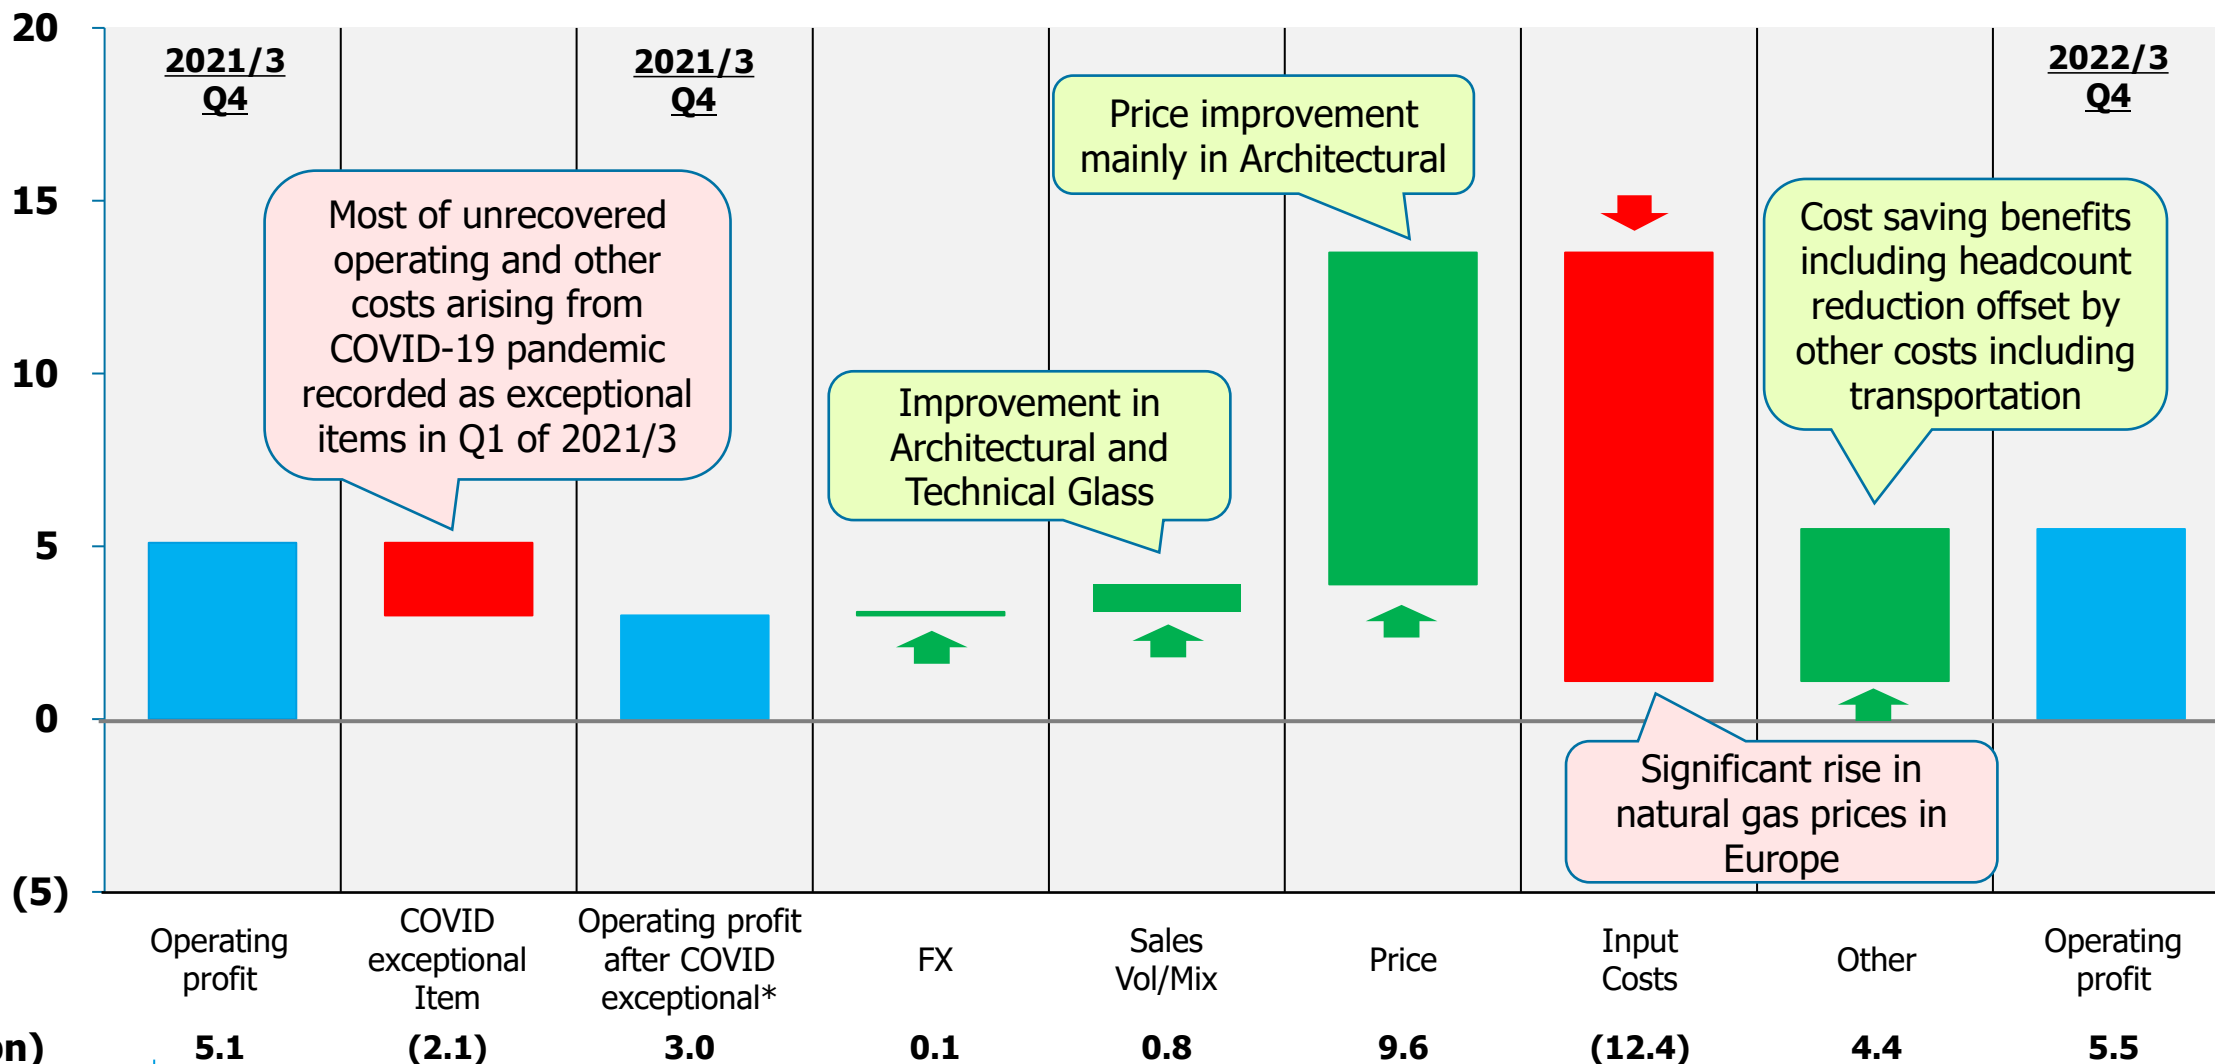 20
15
10
5
0
(5)
2021/3
Q4
2021/3
Q4
2022/3
Q4
Most of unrecovered
operating and other
costs arising from
COVID-19 pandemic
recorded as exceptional
items in Q1 of 2021/3
Improvement in
Architectural and
Technical Glass
Price improvement
mainly in Architectural
Cost saving benefits
including headcount
reduction offset by
other costs including
transportation
Significant rise in
natural gas prices in
Europe
Operating
profit
COVID
exceptional
Item
Operating profit
after COVID
exceptional*
FX
Sales
Vol/Mix
Price
Input
Costs
Other
Operating
profit
5.1 (2.1) 3.0 0.1 0.8 9.6 (12.4) 4.4 5.5